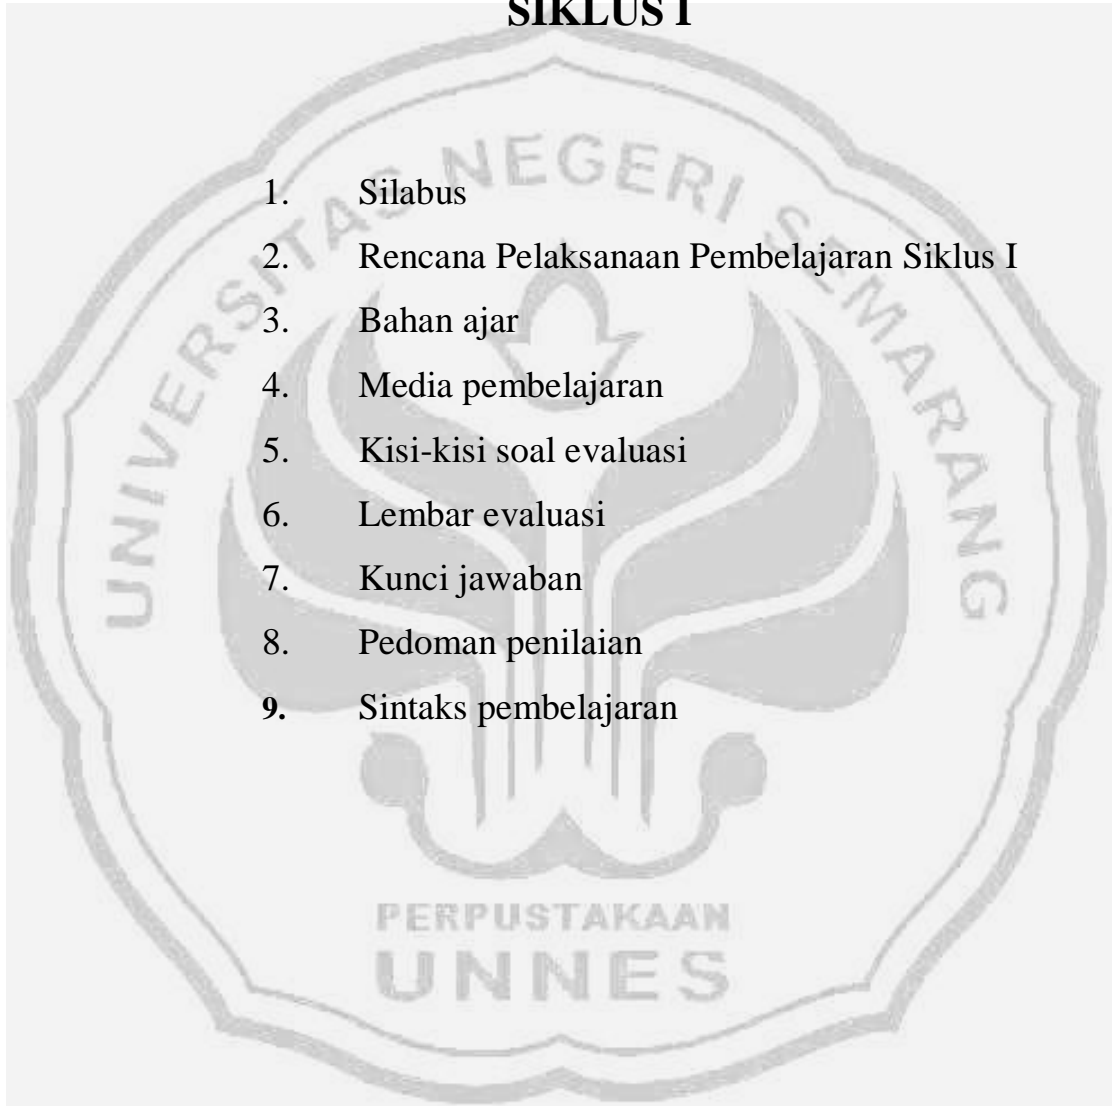 SIKLUS I
UNIVERSITAS NEGERI SEMARANG
1. Silabus
2. Rencana Pelaksanaan Pembelajaran Siklus I
3. Bahan ajar
4. Media pembelajaran
5. Kisi-kisi soal evaluasi
6. Lembar evaluasi
7. Kunci jawaban
8. Pedoman penilaian
9. Sintaks pembelajaran
PERPUSTAKAAN
UNNES